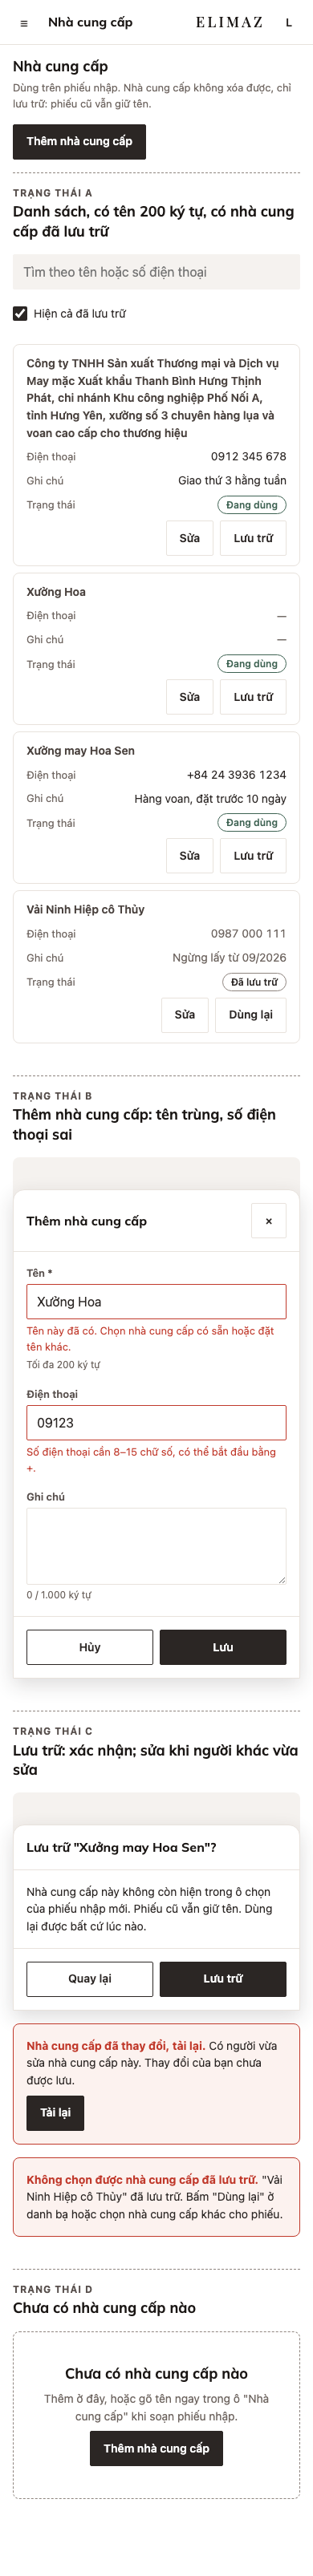 ≡ Nhà cung cấp ELIMAZ L
Nhà cung cấp
Dùng trên phiếu nhập. Nhà cung cấp không xóa được, chỉ
lưu trữ: phiếu cũ vẫn giữ tên.
Thêm nhà cung cấp
TRẠNG THÁI A
Danh sách, có tên 200 ký tự, có nhà cung
cấp đã lưu trữ
Tìm theo tên hoặc số điện thoại
Hiện cả đã lưu trữ
Công ty TNHH Sản xuất Thương mại và Dịch vụ
May mặc Xuất khẩu Thanh Bình Hưng Thịnh
Phát, chi nhánh Khu công nghiệp Phố Nối A,
tỉnh Hưng Yên, xưởng số 3 chuyên hàng lụa và
voan cao cấp cho thương hiệu
Điện thoại 0912 345 678
Ghi chú Giao thứ 3 hằng tuần
Trạng thái Đang dùng
Sửa Lưu trữ
Xưởng Hoa
Điện thoại —
Ghi chú —
Trạng thái Đang dùng
Sửa Lưu trữ
Xưởng may Hoa Sen
Điện thoại +84 24 3936 1234
Ghi chú Hàng voan, đặt trước 10 ngày
Trạng thái Đang dùng
Sửa Lưu trữ
Vải Ninh Hiệp cô Thủy
Điện thoại 0987 000 111
Ghi chú Ngừng lấy từ 09/2026
Trạng thái Đã lưu trữ
Sửa Dùng lại
TRẠNG THÁI B
Thêm nhà cung cấp: tên trùng, số điện
thoại sai
Thêm nhà cung cấp ×
Tên *
Xưởng Hoa
Tên này đã có. Chọn nhà cung cấp có sẵn hoặc đặt
tên khác.
Tối đa 200 ký tự
Điện thoại
09123
Số điện thoại cần 8–15 chữ số, có thể bắt đầu bằng
+.
Ghi chú
0 / 1.000 ký tự
Hủy Lưu
TRẠNG THÁI C
Lưu trữ: xác nhận; sửa khi người khác vừa
sửa
Lưu trữ "Xưởng may Hoa Sen"?
Nhà cung cấp này không còn hiện trong ô chọn
của phiếu nhập mới. Phiếu cũ vẫn giữ tên. Dùng
lại được bất cứ lúc nào.
Quay lại Lưu trữ
Nhà cung cấp đã thay đổi, tải lại. Có người vừa
sửa nhà cung cấp này. Thay đổi của bạn chưa
được lưu.
Tải lại
Không chọn được nhà cung cấp đã lưu trữ. "Vải
Ninh Hiệp cô Thủy" đã lưu trữ. Bấm "Dùng lại" ở
danh bạ hoặc chọn nhà cung cấp khác cho phiếu.
TRẠNG THÁI D
Chưa có nhà cung cấp nào
Chưa có nhà cung cấp nào
Thêm ở đây, hoặc gõ tên ngay trong ô "Nhà
cung cấp" khi soạn phiếu nhập.
Thêm nhà cung cấp